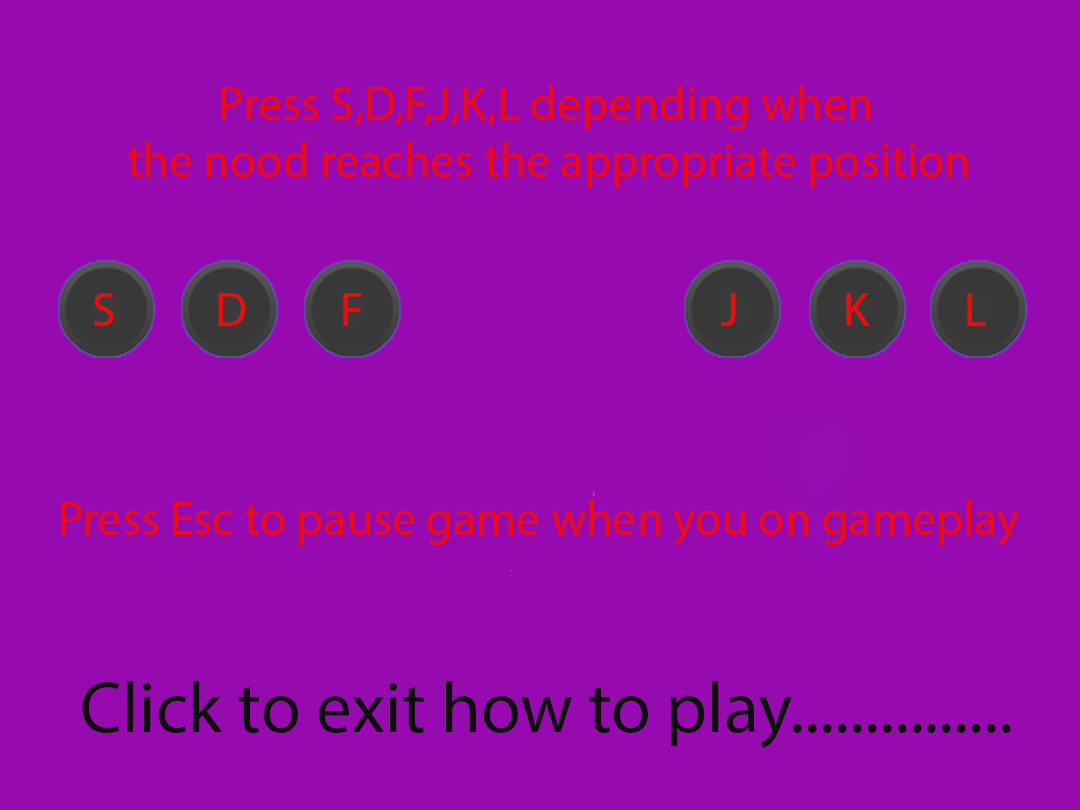 Press S,D,F,J,K,L depending when
the nood reaches the appropriate position
S D F J K L
Press Esc to pause game when you on gameplay
Click to exit how to play...............